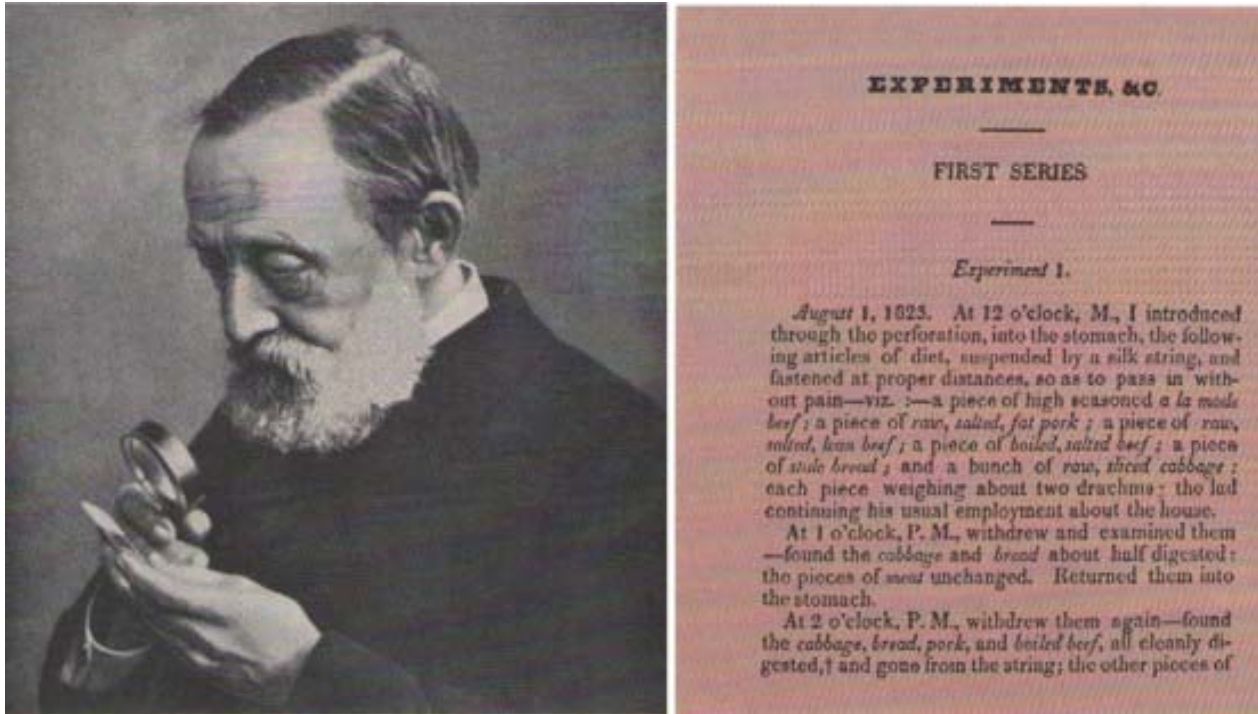 EXPERIMENTS, &C.
FIRST SERIES
Experiment 1.
August 1, 1823. At 12 o'clock, M., I introduced
through the perforation, into the stomach, the follow-
ing articles of diet, suspended by a silk string, and
fastened at proper distances, so as to pass in with-
out pain—viz. :—a piece of high seasoned a la mode
beef; a piece of raw, salted, fat pork; a piece of raw,
salted, lean beef; a piece of boiled, salted beef; a piece
of stale bread; and a bunch of raw, sliced cabbage;
each piece weighing about two drachms; the lad
continuing his usual employment about the house.
At 1 o'clock, P. M., withdrew and examined them
—found the cabbage and bread about half digested:
the pieces of meat unchanged. Returned them into
the stomach.
At 2 o'clock, P. M., withdrew them again—found
the cabbage, bread, pork, and boiled beef, all cleanly di-
gested,† and gone from the string; the other pieces of